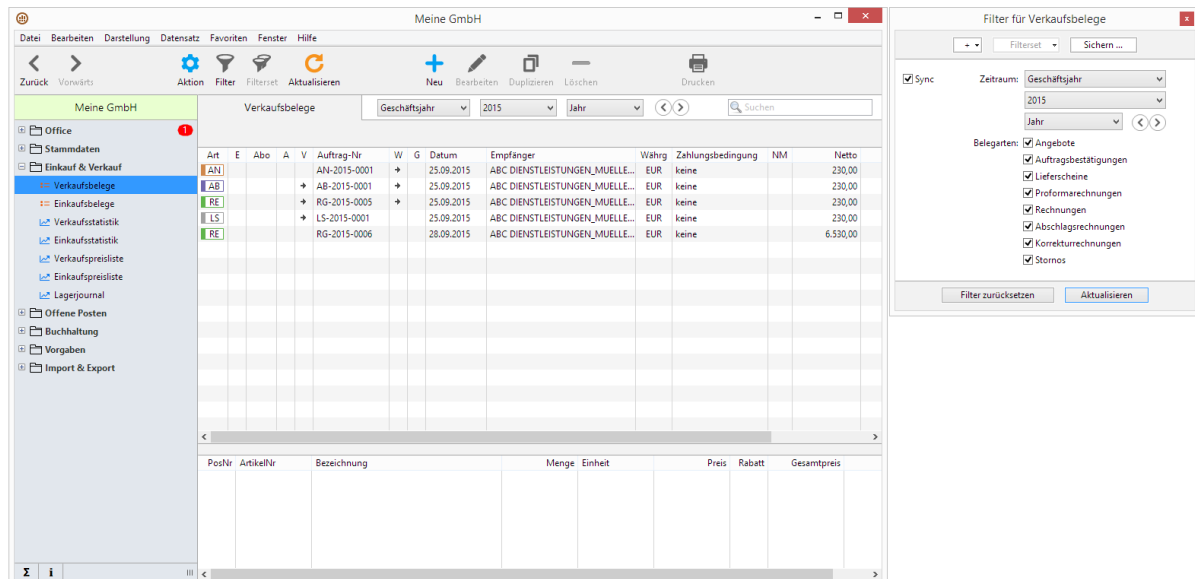 Meine GmbH
Datei Bearbeiten Darstellung Datensatz Favoriten Fenster Hilfe
Zurück Vorwärts Aktion Filter Filterset Aktualisieren Neu Bearbeiten Duplizieren Löschen Drucken
Meine GmbH
Office 1
Stammdaten
Einkauf & Verkauf
Verkaufsbelege
Einkaufsbelege
Verkaufsstatistik
Einkaufsstatistik
Verkaufspreisliste
Einkaufspreisliste
Lagerjournal
Offene Posten
Buchhaltung
Vorgaben
Import & Export
Σ i
Verkaufsbelege Geschäftsjahr 2015 Jahr Suchen
Art E Abo A V Auftrag-Nr W G Datum Empfänger Währg Zahlungsbedingung NM Netto
AN AN-2015-0001 25.09.2015 ABC DIENSTLEISTUNGEN_MUELLE... EUR keine 230,00
AB AB-2015-0001 25.09.2015 ABC DIENSTLEISTUNGEN_MUELLE... EUR keine 230,00
RE RG-2015-0005 25.09.2015 ABC DIENSTLEISTUNGEN_MUELLE... EUR keine 230,00
LS LS-2015-0001 25.09.2015 ABC DIENSTLEISTUNGEN_MUELLE... EUR keine 230,00
RE RG-2015-0006 28.09.2015 ABC DIENSTLEISTUNGEN_MUELLE... EUR keine 6.530,00
PosNr ArtikelNr Bezeichnung Menge Einheit Preis Rabatt Gesamtpreis
Filter für Verkaufsbelege
+ Filterset Sichern ...
Sync Zeitraum: Geschäftsjahr
2015
Jahr
Belegarten: Angebote
Auftragsbestätigungen
Lieferscheine
Proformarechnungen
Rechnungen
Abschlagsrechnungen
Korrekturrechnungen
Stornos
Filter zurücksetzen Aktualisieren